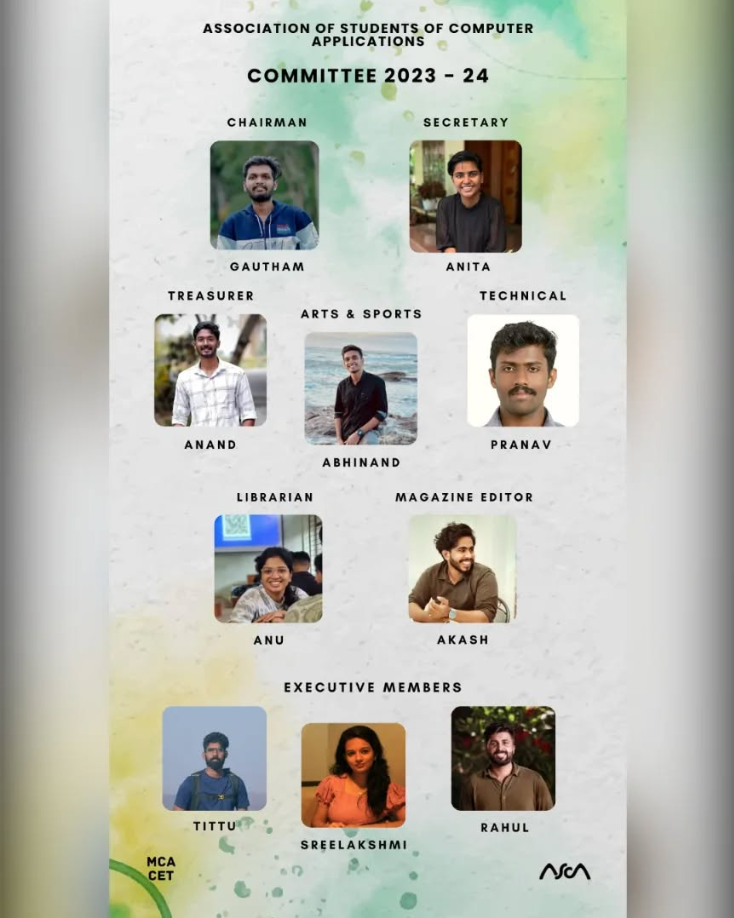 ASSOCIATION OF STUDENTS OF COMPUTER
APPLICATIONS
COMMITTEE 2023 - 24
CHAIRMAN
SECRETARY
GAUTHAM
ANITA
TREASURER
ARTS & SPORTS
TECHNICAL
ANAND
ABHINAND
PRANAV
LIBRARIAN
MAGAZINE EDITOR
ANU
AKASH
EXECUTIVE MEMBERS
TITTU
SREELAKSHMI
RAHUL
MCA
CET
ASCA